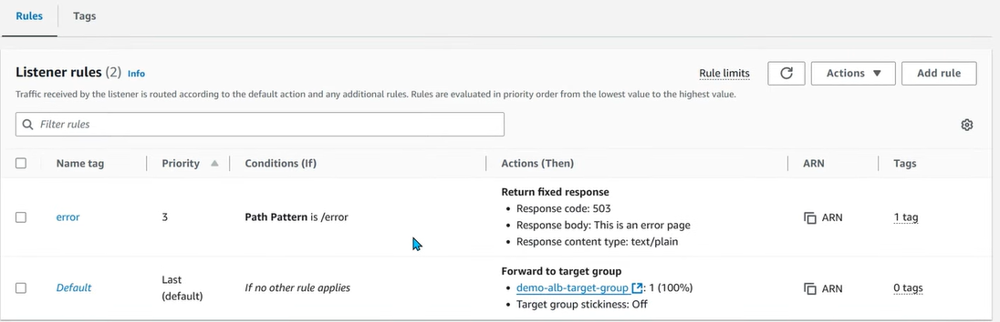 Rules Tags
Listener rules (2) Info Rule limits Actions Add rule
Traffic received by the listener is routed according to the default action and any additional rules. Rules are evaluated in priority order from the lowest value to the highest value.
Filter rules
Name tag Priority Conditions (If) Actions (Then) ARN Tags
Return fixed response
error 3 Path Pattern is /error • Response code: 503 ARN 1 tag
• Response body: This is an error page
• Response content type: text/plain
Forward to target group
Default Last (default) If no other rule applies • demo-alb-target-group : 1 (100%) ARN 0 tags
• Target group stickiness: Off